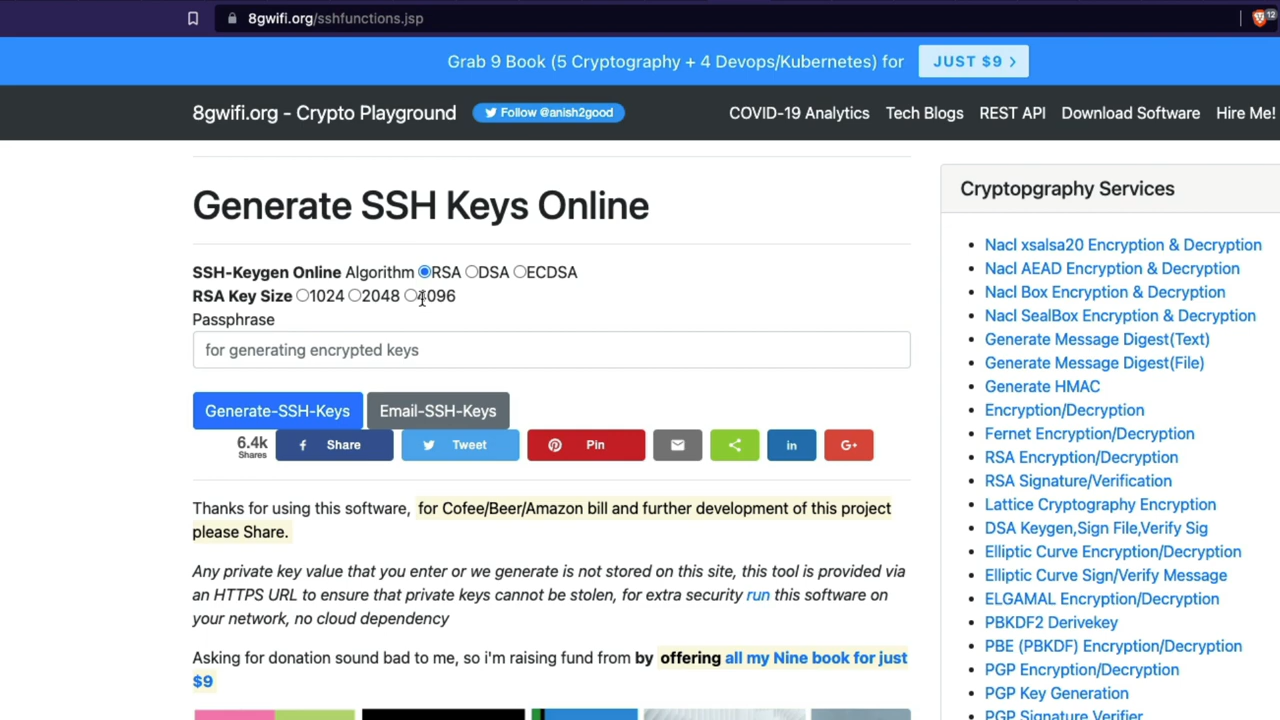 8gwifi.org/sshfunctions.jsp
12
Grab 9 Book (5 Cryptography + 4 Devops/Kubernetes) for JUST $9 >
8gwifi.org - Crypto Playground Follow @anish2good COVID-19 Analytics Tech Blogs REST API Download Software Hire Me!
Generate SSH Keys Online
SSH-Keygen Online Algorithm RSA DSA ECDSA
RSA Key Size 1024 2048 4096
Passphrase
for generating encrypted keys
Generate-SSH-Keys Email-SSH-Keys
6.4k
Shares
Share Tweet Pin in G+
Thanks for using this software, for Cofee/Beer/Amazon bill and further development of this project
please Share.
Any private key value that you enter or we generate is not stored on this site, this tool is provided via
an HTTPS URL to ensure that private keys cannot be stolen, for extra security run this software on
your network, no cloud dependency
Asking for donation sound bad to me, so i'm raising fund from by offering all my Nine book for just
$9
Cryptopgraphy Services
Nacl xsalsa20 Encryption & Decryption
Nacl AEAD Encryption & Decryption
Nacl Box Encryption & Decryption
Nacl SealBox Encryption & Decryption
Generate Message Digest(Text)
Generate Message Digest(File)
Generate HMAC
Encryption/Decryption
Fernet Encryption/Decryption
RSA Encryption/Decryption
RSA Signature/Verification
Lattice Cryptography Encryption
DSA Keygen,Sign File,Verify Sig
Elliptic Curve Encryption/Decryption
Elliptic Curve Sign/Verify Message
ELGAMAL Encryption/Decryption
PBKDF2 Derivekey
PBE (PBKDF) Encryption/Decryption
PGP Encryption/Decryption
PGP Key Generation
PGP Signature Verifier